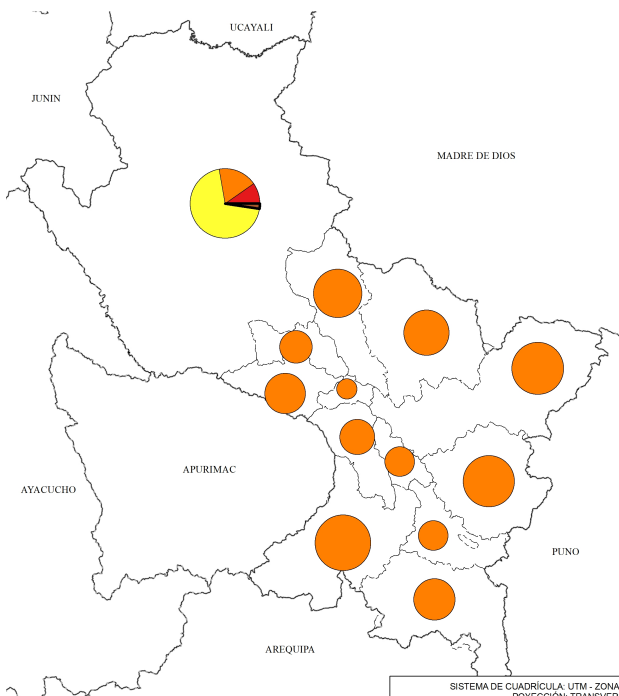 UCAYALI
JUNIN
MADRE DE DIOS
APURIMAC
AYACUCHO
PUNO
AREQUIPA
SISTEMA DE CUADRÍCULA: UTM - ZONA